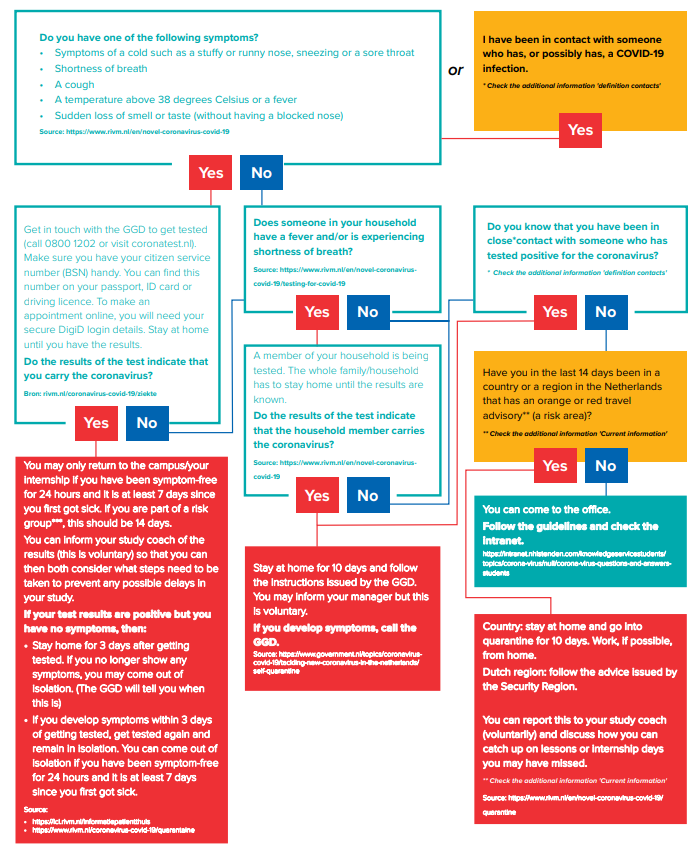 Do you have one of the following symptoms?
• Symptoms of a cold such as a stuffy or runny nose, sneezing or a sore throat
• Shortness of breath
• A cough
• A temperature above 38 degrees Celsius or a fever
• Sudden loss of smell or taste (without having a blocked nose)
Source: https://www.rivm.nl/en/novel-coronavirus-covid-19
or
I have been in contact with someone
who has, or possibly has, a COVID-19
infection.
* Check the additional information 'definition contacts'
Yes
Yes
No
Get in touch with the GGD to get tested
(call 0800 1202 or visit coronatest.nl).
Make sure you have your citizen service
number (BSN) handy. You can find this
number on your passport, ID card or
driving licence. To make an
appointment online, you will need your
secure DigiD login details. Stay at home
until you have the results.
Do the results of the test indicate that
you carry the coronavirus?
Bron: rivm.nl/coronavirus-covid-19/ziekte
Yes
No
Does someone in your household
have a fever and/or is experiencing
shortness of breath?
Source: https://www.rivm.nl/en/novel-coronavirus-
covid-19/testing-for-covid-19
Yes
No
Do you know that you have been in
close*contact with someone who has
tested positive for the coronavirus?
* Check the additional information 'definition contacts'
Yes
No
A member of your household is being
tested. The whole family/household
has to stay home until the results are
known.
Do the results of the test indicate
that the household member carries
the coronavirus?
Source: https://www.rivm.nl/en/novel-coronavirus-
covid-19
Yes
No
Have you in the last 14 days been in a
country or a region in the Netherlands
that has an orange or red travel
advisory** (a risk area)?
** Check the additional information 'Current information'
Yes
No
You may only return to the campus/your
internship if you have been symptom-free
for 24 hours and it is at least 7 days since
you first got sick. If you are part of a risk
group***, this should be 14 days.
You can inform your study coach of the
results (this is voluntary) so that you can
then both consider what steps need to be
taken to prevent any possible delays in
your study.
If your test results are positive but you
have no symptoms, then:
• Stay home for 3 days after getting
tested. If you no longer show any
symptoms, you may come out of
isolation. (The GGD will tell you when
this is)
• If you develop symptoms within 3 days
of getting tested, get tested again and
remain in isolation. You can come out of
isolation if you have been symptom-free
for 24 hours and it is at least 7 days
since you first got sick.
Source:
• https://lci.rivm.nl/informatiepatientthuis
• https://www.rivm.nl/coronavirus-covid-19/quarantaine
Stay at home for 10 days and follow
the instructions issued by the GGD.
You may inform your manager but this
is voluntary.
If you develop symptoms, call the
GGD.
Source: https://www.government.nl/topics/coronavirus-
covid-19/tackling-new-coronavirus-in-the-netherlands/
self-quarantine
You can come to the office.
Follow the guidelines and check the
intranet.
https://intranet.nhlstenden.com/knowledgeservicestudents/
topics/corona-virus/null/corona-virus-questions-and-answers-
students
Country: stay at home and go into
quarantine for 10 days. Work, if possible,
from home.
Dutch region: follow the advice issued by
the Security Region.
You can report this to your study coach
(voluntarily) and discuss how you can
catch up on lessons or internship days
you may have missed.
** Check the additional information 'Current information'
Source: https://www.rivm.nl/en/novel-coronavirus-covid-19/
quarantine